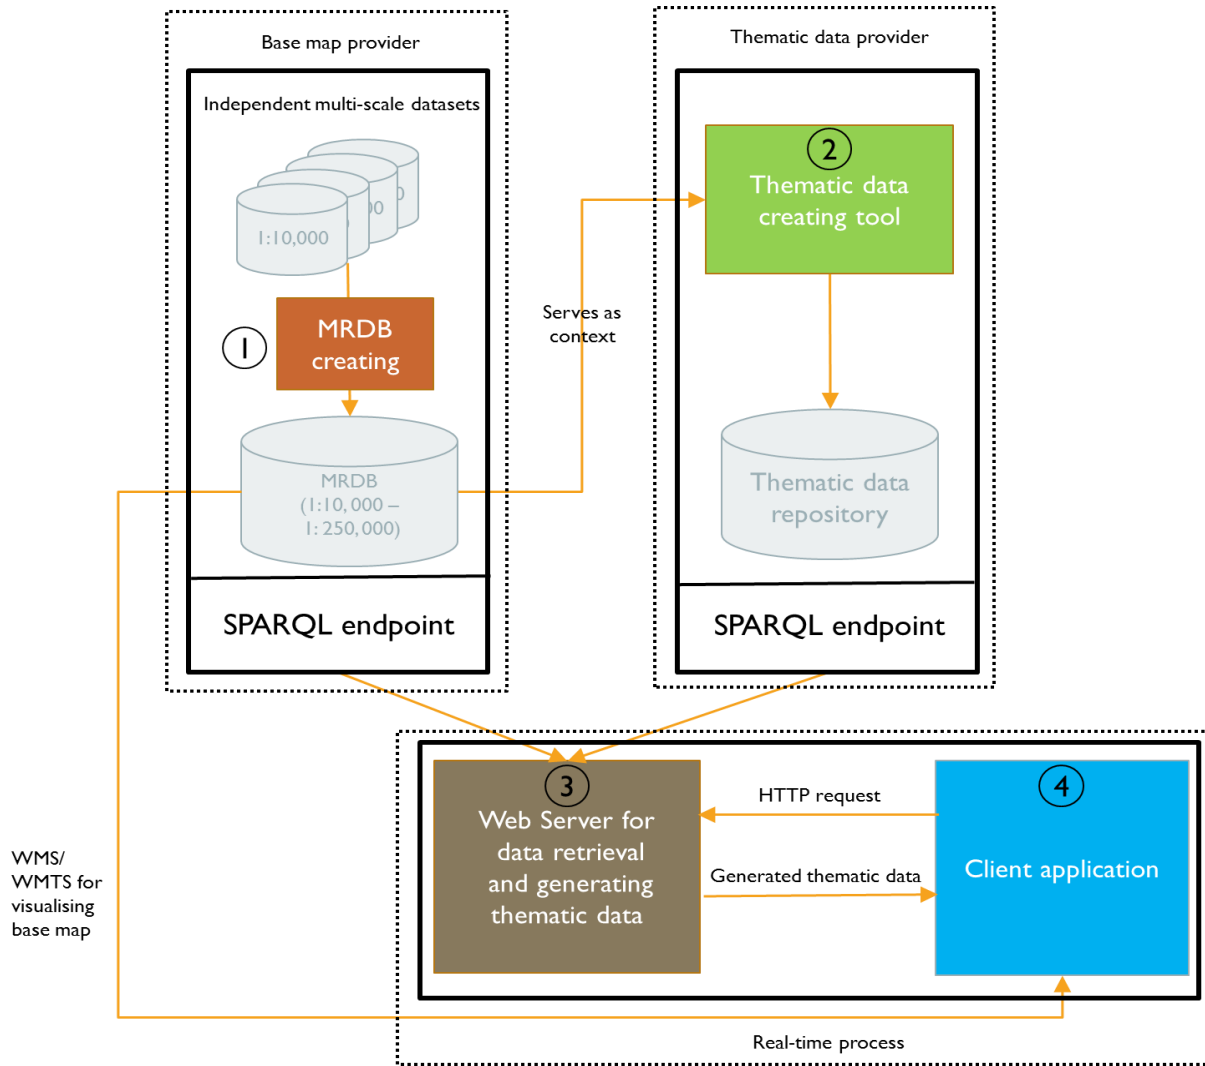 Base map provider
Independent multi-scale datasets
1:10,000
00
0
MRDB
creating
1
MRDB
(1:10,000 –
1: 250,000)
SPARQL endpoint
Serves as
context
Thematic data provider
2
Thematic data
creating tool
Thematic data
repository
SPARQL endpoint
WMS/
WMTS for
visualising
base map
3
Web Server for
data retrieval
and generating
thematic data
HTTP request
Generated thematic data
4
Client application
Real-time process